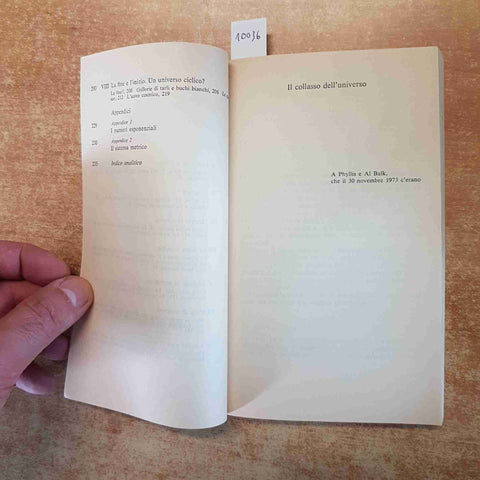 10036
200 VIII La fine e l'inizio. Un universo ciclico?
La fine?, 200 Gallerie di tarli e buchi bianchi, 206
212 L'uovo cosmico, 219
Appendici
229 Appendice 1
I numeri esponenziali
230 Appendice 2
Il sistema metrico
235 Indice analitico
Il collasso dell'universo
A Phyllis e Al Balk,
che il 30 novembre 1973 c'erano